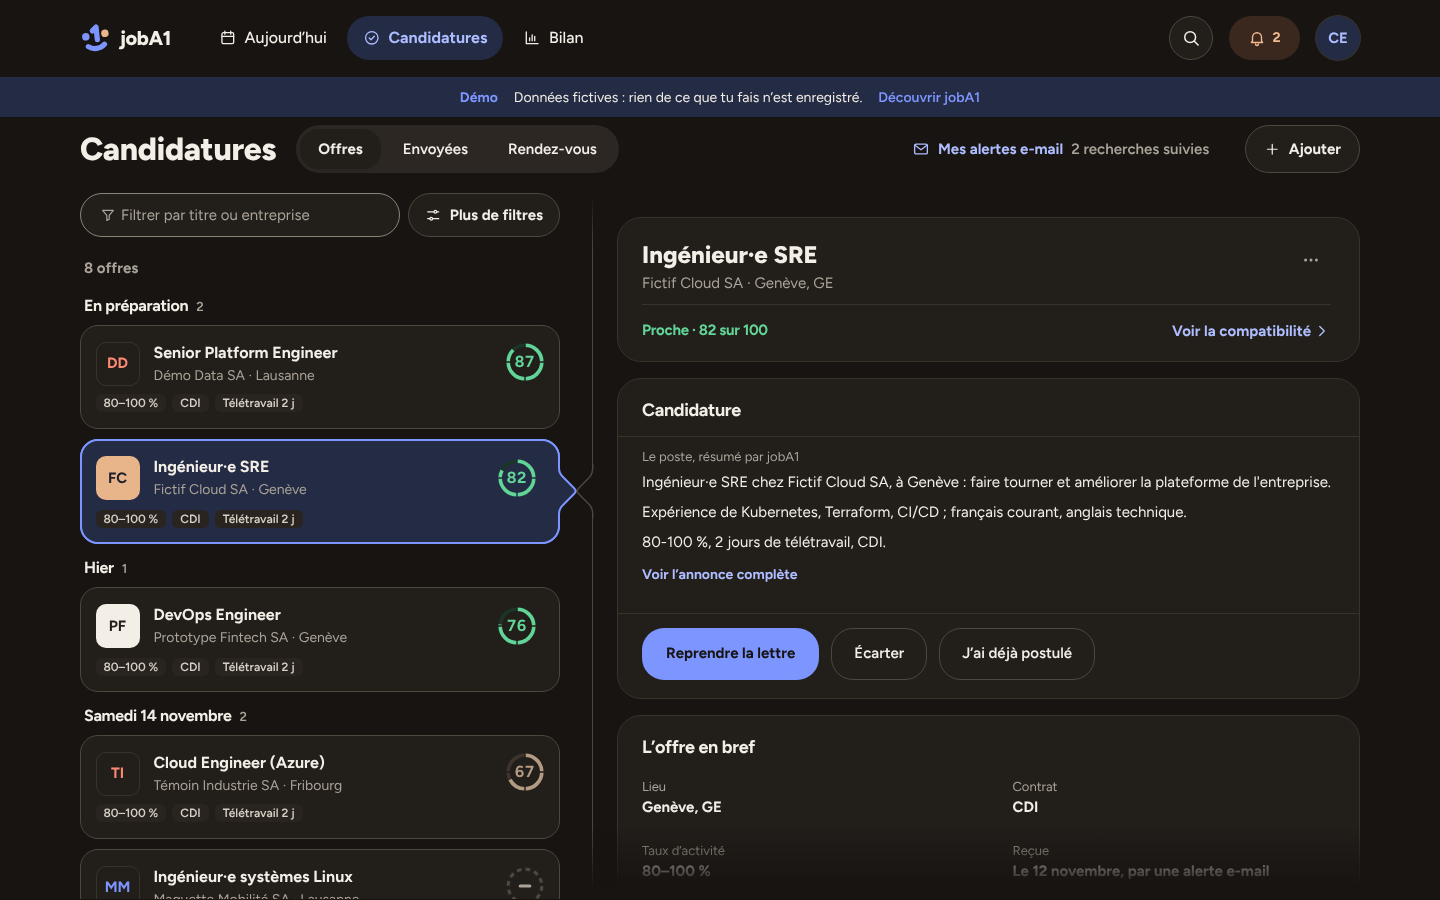 jobA1
Aujourd’hui
Candidatures
Bilan
2
CE
Démo Données fictives : rien de ce que tu fais n’est enregistré. Découvrir jobA1
Candidatures
Offres
Envoyées
Rendez-vous
Mes alertes e-mail 2 recherches suivies
Ajouter
Filtrer par titre ou entreprise
Plus de filtres
8 offres
En préparation 2
DD
Senior Platform Engineer
Démo Data SA · Lausanne
87
80–100 % CDI Télétravail 2 j
FC
Ingénieur·e SRE
Fictif Cloud SA · Genève
82
80–100 % CDI Télétravail 2 j
Hier 1
PF
DevOps Engineer
Prototype Fintech SA · Genève
76
80–100 % CDI Télétravail 2 j
Samedi 14 novembre 2
TI
Cloud Engineer (Azure)
Témoin Industrie SA · Fribourg
67
80–100 % CDI Télétravail 2 j
MM
Ingénieur·e systèmes Linux
Maquette Mobilité SA · Lausanne
Ingénieur·e SRE
Fictif Cloud SA · Genève, GE
Proche · 82 sur 100
Voir la compatibilité
Candidature
Le poste, résumé par jobA1
Ingénieur·e SRE chez Fictif Cloud SA, à Genève : faire tourner et améliorer la plateforme de l'entreprise.
Expérience de Kubernetes, Terraform, CI/CD ; français courant, anglais technique.
80-100 %, 2 jours de télétravail, CDI.
Voir l’annonce complète
Reprendre la lettre
Écarter
J’ai déjà postulé
L’offre en bref
Lieu
Genève, GE
Contrat
CDI
Taux d’activité
80–100 %
Reçue
Le 12 novembre, par une alerte e-mail